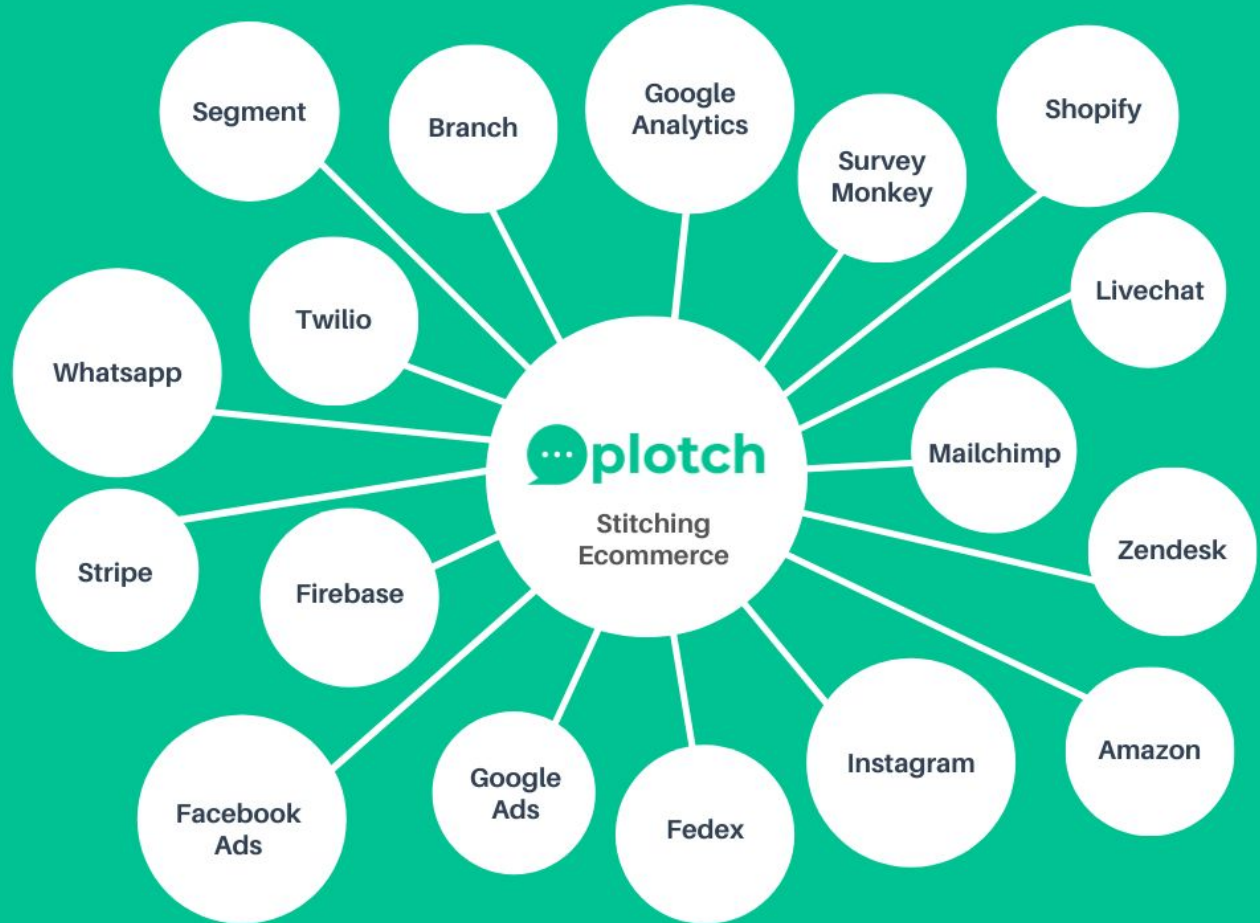 Segment
Branch
Google
Analytics
Survey
Monkey
Shopify
Livechat
Twilio
Whatsapp
plotch
Stitching
Ecommerce
Mailchimp
Zendesk
Stripe
Firebase
Facebook
Ads
Google
Ads
Fedex
Instagram
Amazon